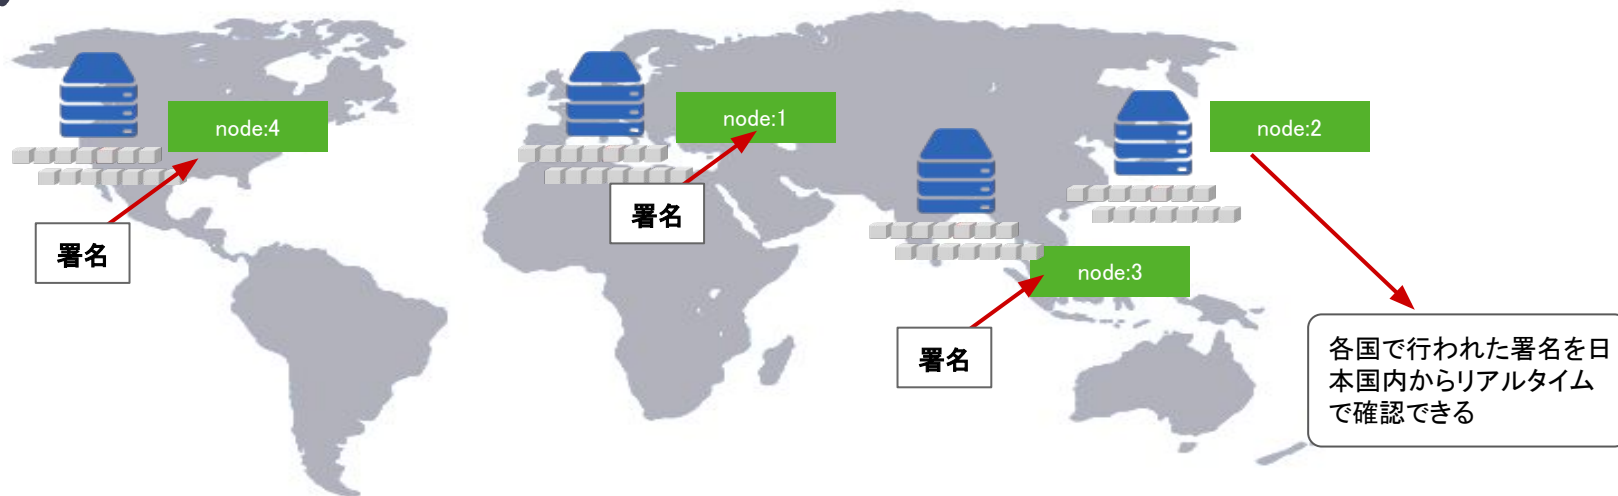 node:4
node:1
node:2
署名
署名
node:3
署名
各国で行われた署名を日
本国内からリアルタイム
で確認できる